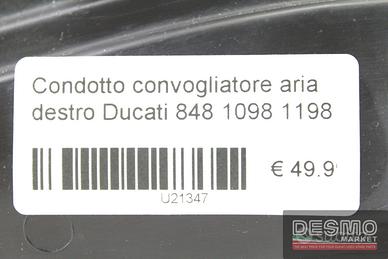 Condotto convogliatore aria
destro Ducati 848 1098 1198
€ 49.9
U21347
DESMO
MARKET